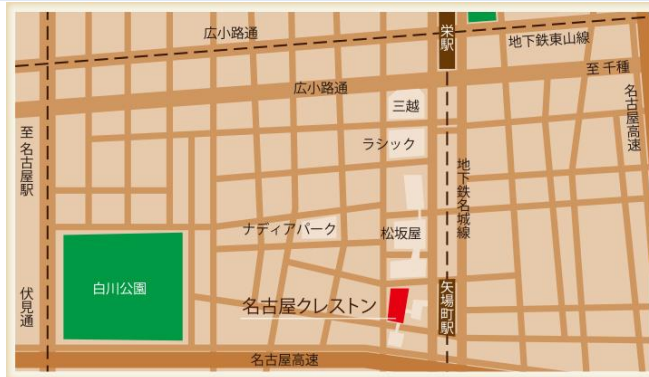 広小路通
栄駅
地下鉄東山線
至 千種
広小路通
名古屋高速
三越
ラシック
至 名古屋駅
地下鉄名城線
ナディアパーク
松坂屋
白川公園
伏見通
名古屋クレストン
矢場町駅
名古屋高速